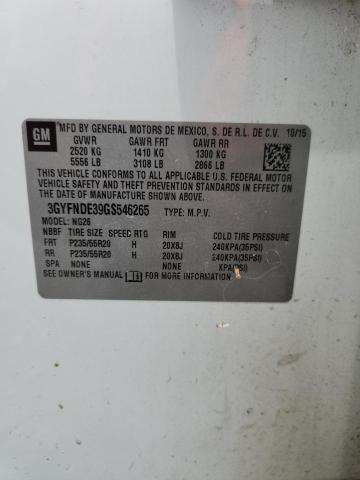 GM
*MFD BY GENERAL MOTORS DE MEXICO, S. DE R.L. DE C.V. 10/15
GVWR GAWR FRT GAWR RR
2520 KG 1410 KG 1300 KG
5556 LB 3108 LB 2866 LB
THIS VEHICLE CONFORMS TO ALL APPLICABLE U.S. FEDERAL MOTOR
VEHICLE SAFETY, BUMPER, AND THEFT PREVENTION STANDARDS IN
EFFECT ON THE DATE OF MANUFACTURE SHOWN ABOVE.
3GYFNDE39GS546265 TYPE: M.P.V.
MODEL: NG26
NBBF TIRE SIZE SPEEC RTG RIM COLD TIRE PRESSURE
FRT P235/55R20 H 20X8J 240KPA(35PSI)
RR P235/55R20 H 20X8J 240KPA(35PSI)
SPA NONE NONE KPA(PSI)
SEE OWNER'S MANUAL FOR MORE INFORMATION.